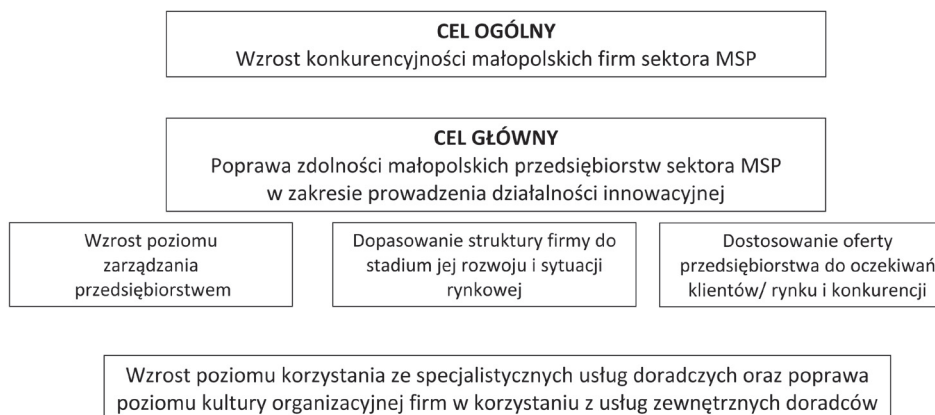 CEL OGÓLNY
Wzrost konkurencyjności małopolskich firm sektora MSP
CEL GŁÓWNY
Poprawa zdolności małopolskich przedsiębiorstw sektora MSP
w zakresie prowadzenia działalności innowacyjnej
Wzrost poziomu
zarządzania
przedsiębiorstwem
Dopasowanie struktury firmy do
stadium jej rozwoju i sytuacji
rynkowej
Dostosowanie oferty
przedsiębiorstwa do oczekiwań
klientów/ rynku i konkurencji
Wzrost poziomu korzystania ze specjalistycznych usług doradczych oraz poprawa
poziomu kultury organizacyjnej firm w korzystaniu z usług zewnętrznych doradców